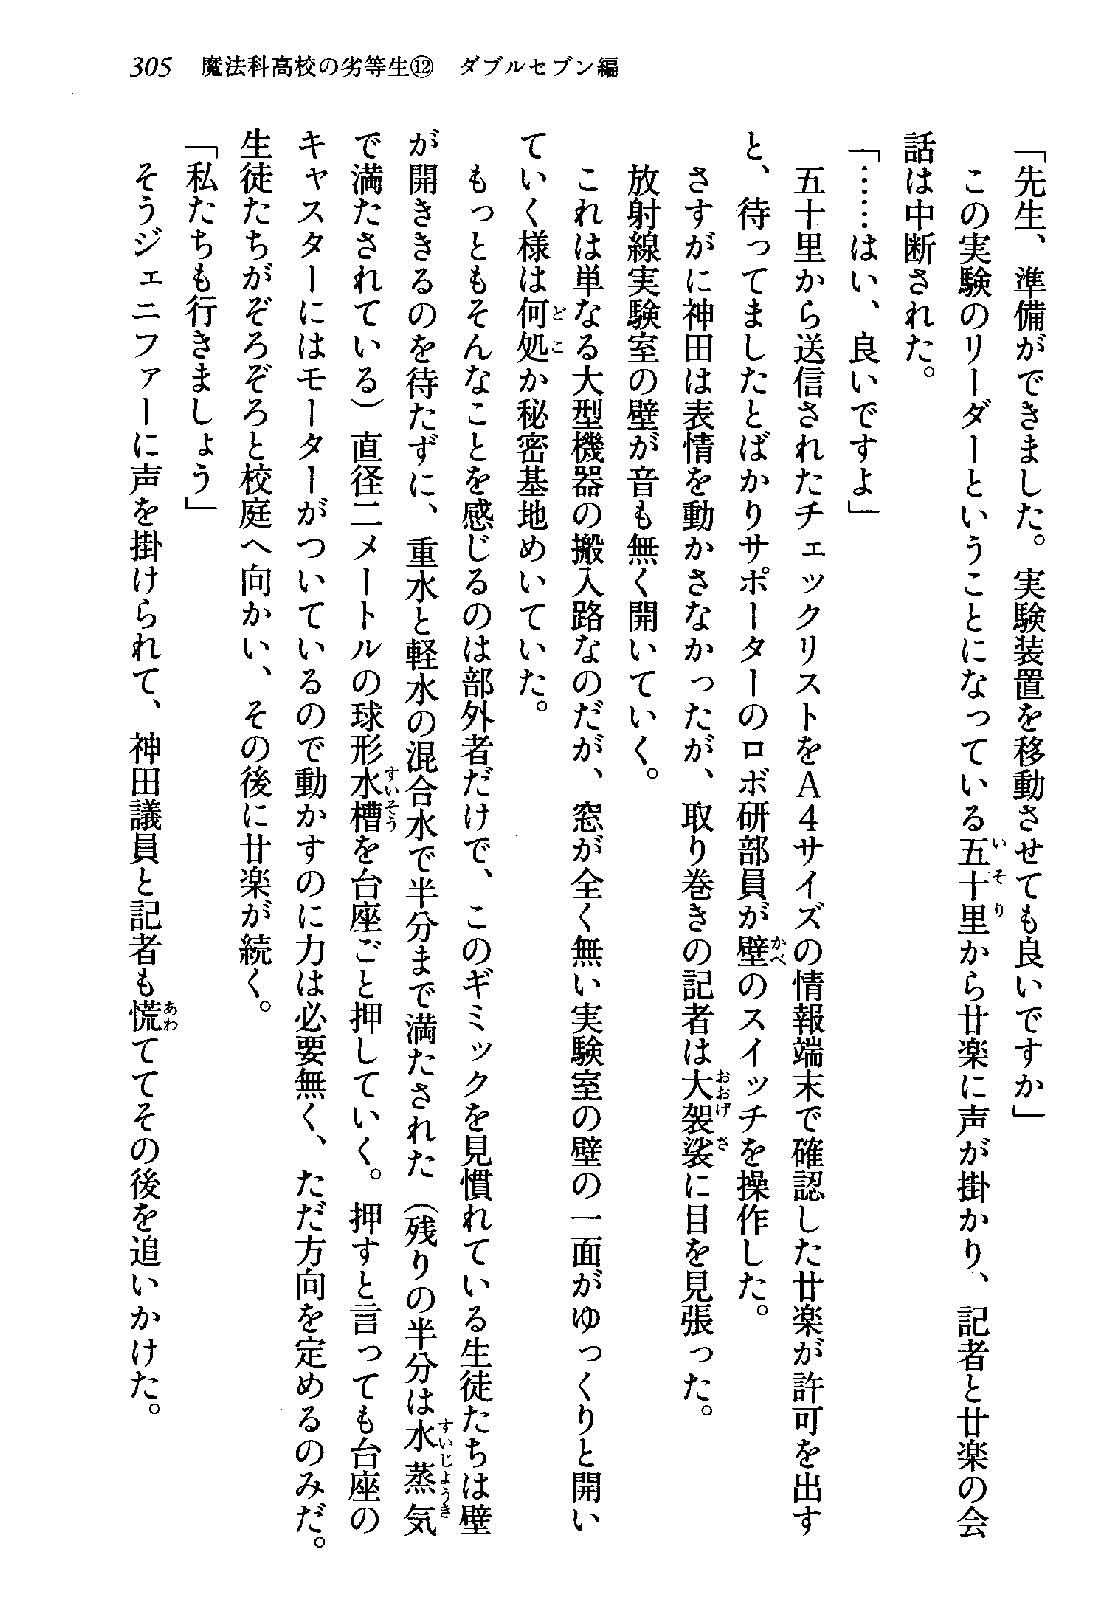 305 魔法科高校の劣等生⑫ ダブルセブン編
「先生、準備ができました。実験装置を移動させても良いですか」
この実験のリーダーということになっている五十里から廿楽に声が掛かり、記者と廿楽の会
話は中断された。
「……はい、良いですよ」
五十里から送信されたチェックリストをA4サイズの情報端末で確認した廿楽が許可を出す
と、待ってましたとばかりサポーターのロボ研部員が壁のスイッチを操作した。
さすがに神田は表情を動かさなかったが、取り巻きの記者は大袈裟に目を見張った。
放射線実験室の壁が音も無く開いていく。
これは単なる大型機器の搬入路なのだが、窓が全く無い実験室の壁の一面がゆっくりと開い
ていく様は何処か秘密基地めいていた。
もっともそんなことを感じるのは部外者だけで、このギミックを見慣れている生徒たちは壁
が開ききるのを待たずに、重水と軽水の混合水で半分まで満たされた（残りの半分は水蒸気
で満たされている）直径二メートルの球形水槽を台座ごと押していく。押すと言っても台座の
キャスターにはモーターがついているので動かすのに力は必要無く、ただ方向を定めるのみだ。
生徒たちがぞろぞろと校庭へ向かい、その後に廿楽が続く。
「私たちも行きましょう」
そうジェニファーに声を掛けられて、神田議員と記者も慌ててその後を追いかけた。